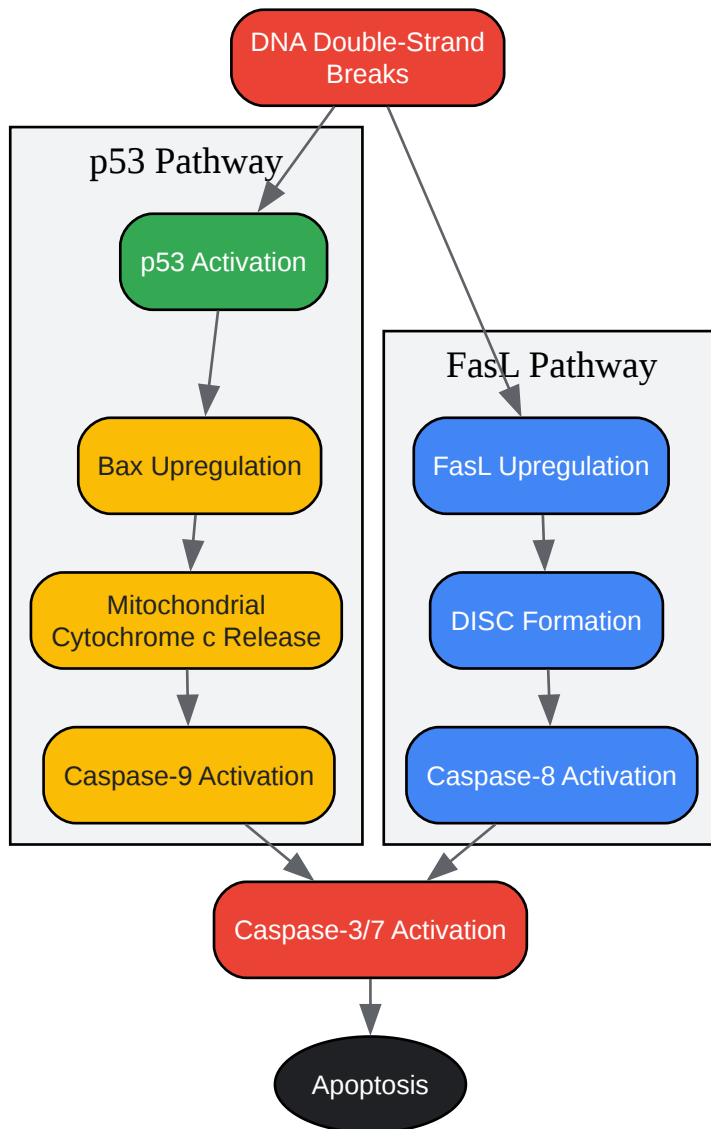 DNA Double-Strand
Breaks
p53 Pathway
p53 Activation
Bax Upregulation
Mitochondrial
Cytochrome c Release
Caspase-9 Activation
FasL Pathway
FasL Upregulation
DISC Formation
Caspase-8 Activation
Caspase-3/7 Activation
Apoptosis